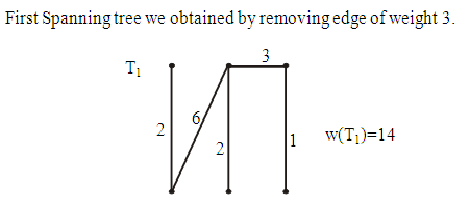 First Spanning tree we obtained by removing edge of weight 3.
3
T₁
6
2
2
1
w(T₁)=14